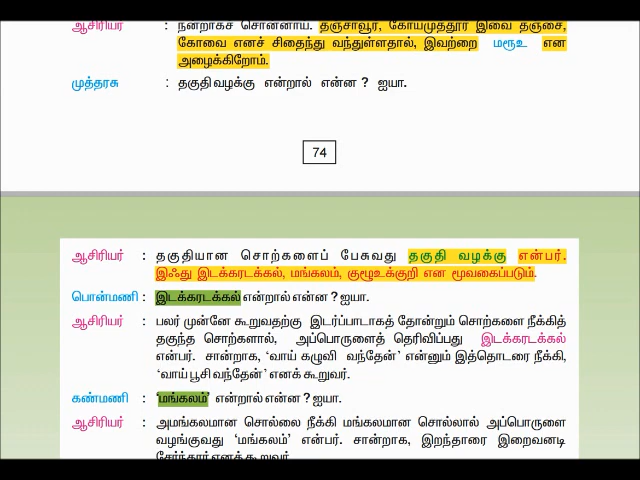 ஆசிரியர் : நன்றாகச் சொன்னாய். தஞ்சாவூர், கோயமுத்தூர் இவை தஞ்சை,
கோவை எனச் சிதைந்து வந்துள்ளதால், இவற்றை மரூஉ என
அழைக்கிறோம்.
முத்தரசு : தகுதி வழக்கு என்றால் என்ன ? ஐயா.
74
ஆசிரியர் : தகுதியான சொற்களைப் பேசுவது தகுதி வழக்கு என்பர்.
இஃது இடக்கரடக்கல், மங்கலம், குழூஉக்குறி என மூவகைப்படும்.
பொன்மணி : இடக்கரடக்கல் என்றால் என்ன ? ஐயா.
ஆசிரியர் : பலர் முன்னே கூறுவதற்கு இடர்ப்பாடாகத் தோன்றும் சொற்களை நீக்கித்
தகுந்த சொற்களால், அப்பொருளைத் தெரிவிப்பது இடக்கரடக்கல்
என்பர். சான்றாக, ‘வாய் கழுவி வந்தேன்’ என்னும் இத்தொடரை நீக்கி,
‘வாய் பூசி வந்தேன்’ எனக் கூறுவர்.
கண்மணி : ‘மங்கலம்’ என்றால் என்ன ? ஐயா.
ஆசிரியர் : அமங்கலமான சொல்லை நீக்கி மங்கலமான சொல்லால் அப்பொருளை
வழங்குவது ‘மங்கலம்’ என்பர். சான்றாக, இறந்தாரை இறைவனடி
சேர்ந்தார் எனக் கூறுவர்.